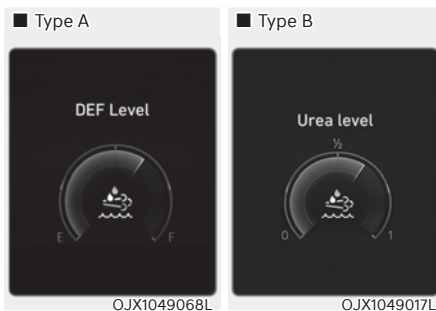 ■ Type A
DEF Level
E F
OJX1049068L
■ Type B
Urea level
½
0 1
OJX1049017L